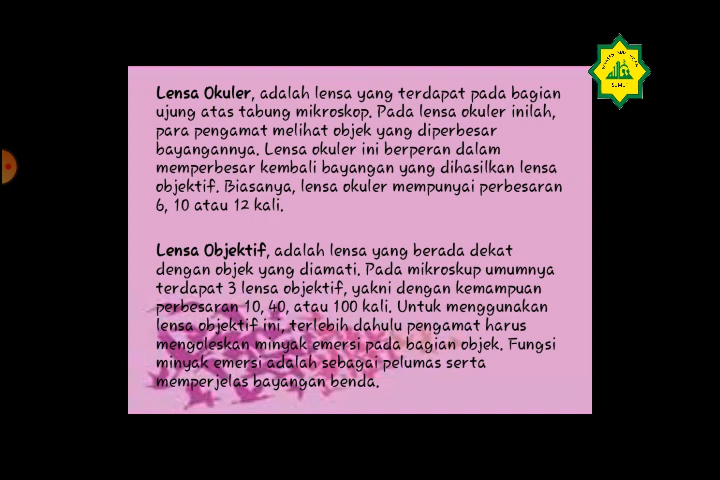 Lensa Okuler, adalah lensa yang terdapat pada bagian
ujung atas tabung mikroskop. Pada lensa okuler inilah,
para pengamat melihat objek yang diperbesar
bayangannya. Lensa okuler ini berperan dalam
memperbesar kembali bayangan yang dihasilkan lensa
objektif. Biasanya, lensa okuler mempunyai perbesaran
6, 10 atau 12 kali.
Lensa Objektif, adalah lensa yang berada dekat
dengan objek yang diamati. Pada mikroskup umumnya
terdapat 3 lensa objektif, yakni dengan kemampuan
perbesaran 10, 40, atau 100 kali. Untuk menggunakan
lensa objektif ini, terlebih dahulu pengamat harus
mengoleskan minyak emersi pada bagian objek. Fungsi
minyak emersi adalah sebagai pelumas serta
memperjelas bayangan benda.